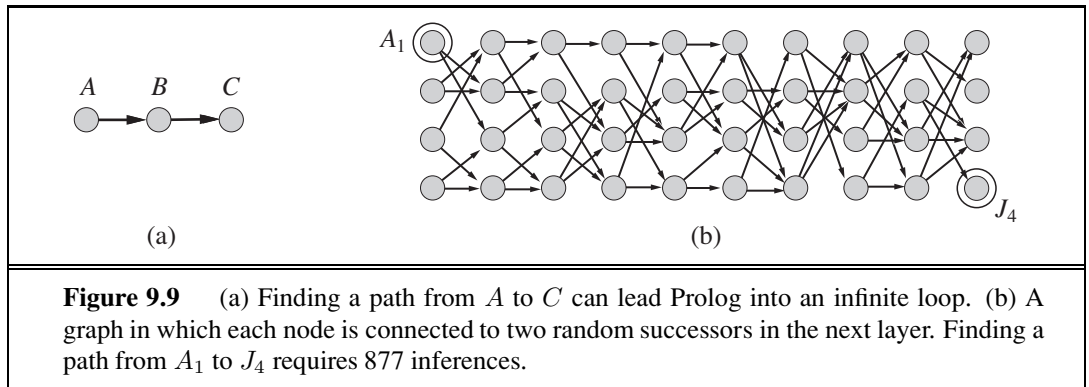 A₁
A B C
J₄
(a) (b)
Figure 9.9 (a) Finding a path from A to C can lead Prolog into an infinite loop. (b) A
graph in which each node is connected to two random successors in the next layer. Finding a
path from A₁ to J₄ requires 877 inferences.